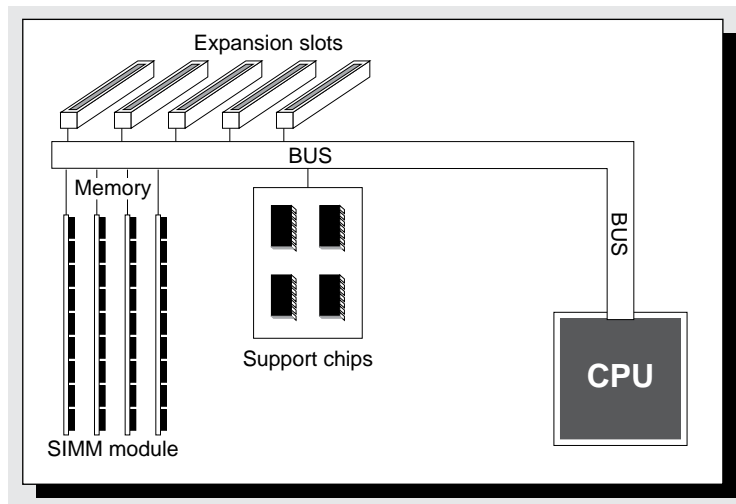 Expansion slots
BUS
Memory
BUS
Support chips
CPU
SIMM module